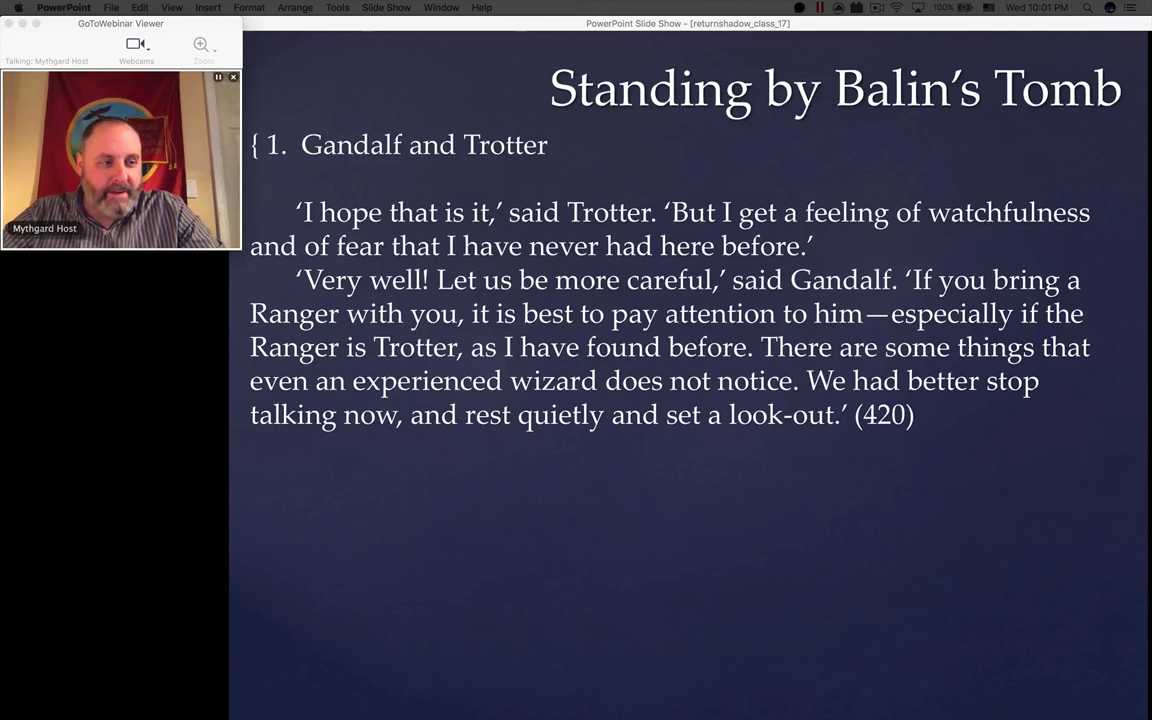 PowerPoint File Edit View Insert Format Arrange Tools Slide Show Window Help 100% Wed 10:01 PM
GoToWebinar Viewer
PowerPoint Slide Show - [returnshadow_class_17]
Talking: Mythgard Host Webcams Zoom
Mythgard Host
Standing by Balin’s Tomb
{ 1. Gandalf and Trotter
‘I hope that is it,’ said Trotter. ‘But I get a feeling of watchfulness
and of fear that I have never had here before.’
‘Very well! Let us be more careful,’ said Gandalf. ‘If you bring a
Ranger with you, it is best to pay attention to him—especially if the
Ranger is Trotter, as I have found before. There are some things that
even an experienced wizard does not notice. We had better stop
talking now, and rest quietly and set a look-out.’ (420)